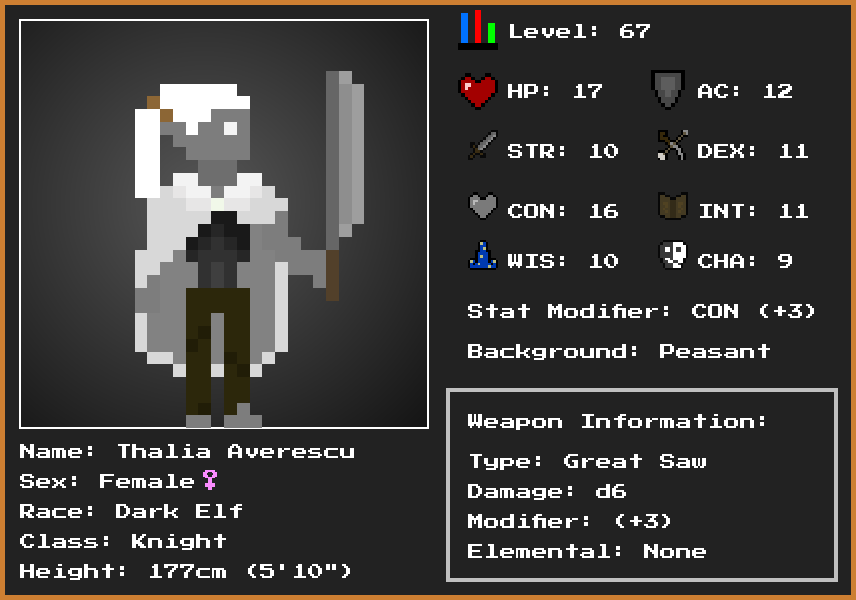 Level: 67
HP: 17
AC: 12
STR: 10
DEX: 11
CON: 16
INT: 11
WIS: 10
CHA: 9
Stat Modifier: CON (+3)
Background: Peasant
Weapon Information:
Type: Great Saw
Damage: d6
Modifier: (+3)
Elemental: None
Name: Thalia Averescu
Sex: Female♀
Race: Dark Elf
Class: Knight
Height: 177cm (5'10")